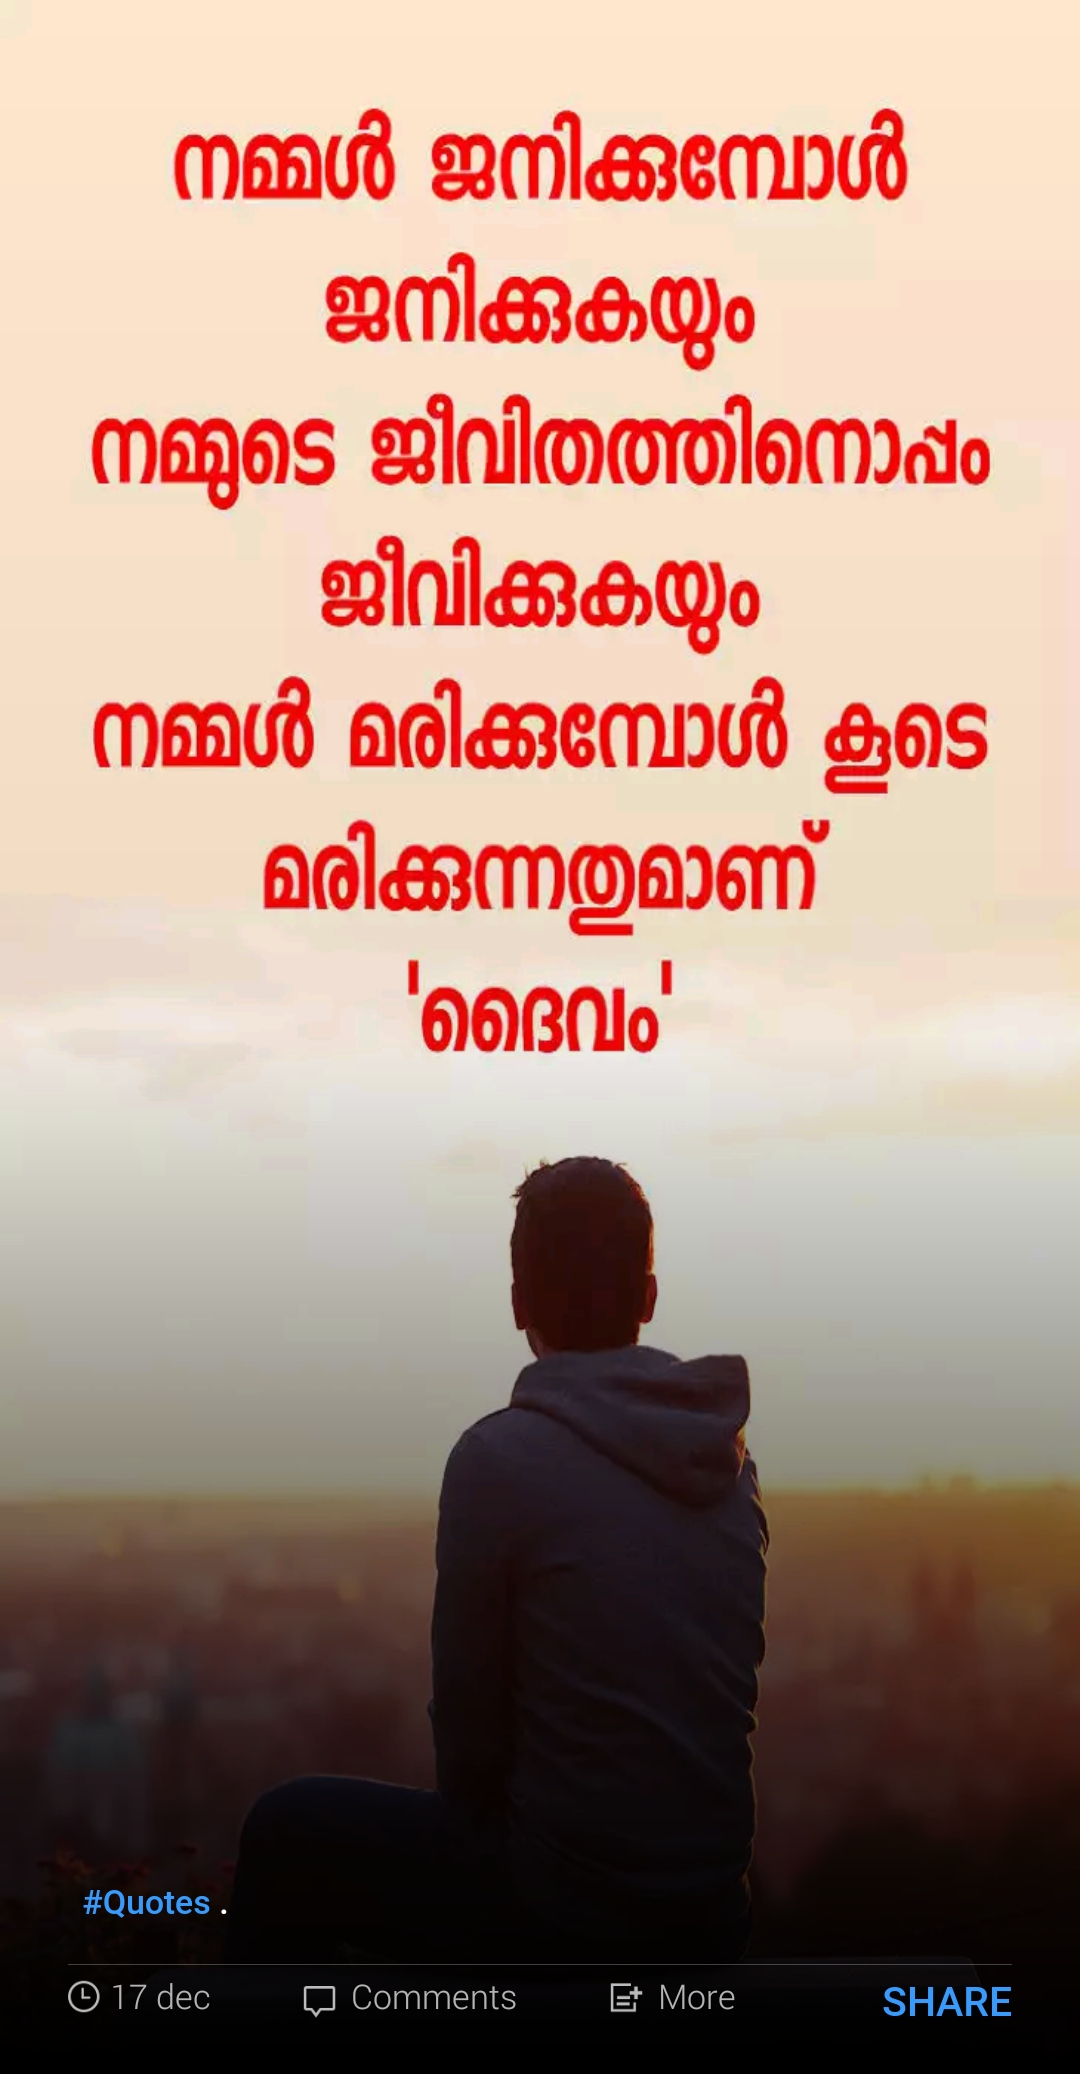 നമ്മൾ ജനിക്കുമ്പോൾ
ജനിക്കുകയും
നമ്മുടെ ജീവിതത്തിനൊപ്പം
ജീവിക്കുകയും
നമ്മൾ മരിക്കുമ്പോൾ കൂടെ
മരിക്കുന്നതുമാണ്
'ദൈവം'
#Quotes .
17 dec Comments More SHARE